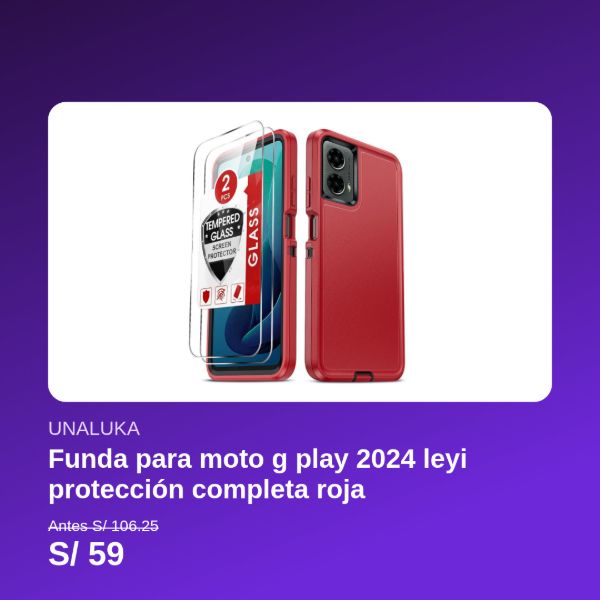 2
PCS
TEMPERED
GLASS
SCREEN
PROTECTOR
GLASS
UNALUKA
Funda para moto g play 2024 leyi
protección completa roja
Antes S/ 106.25
S/ 59